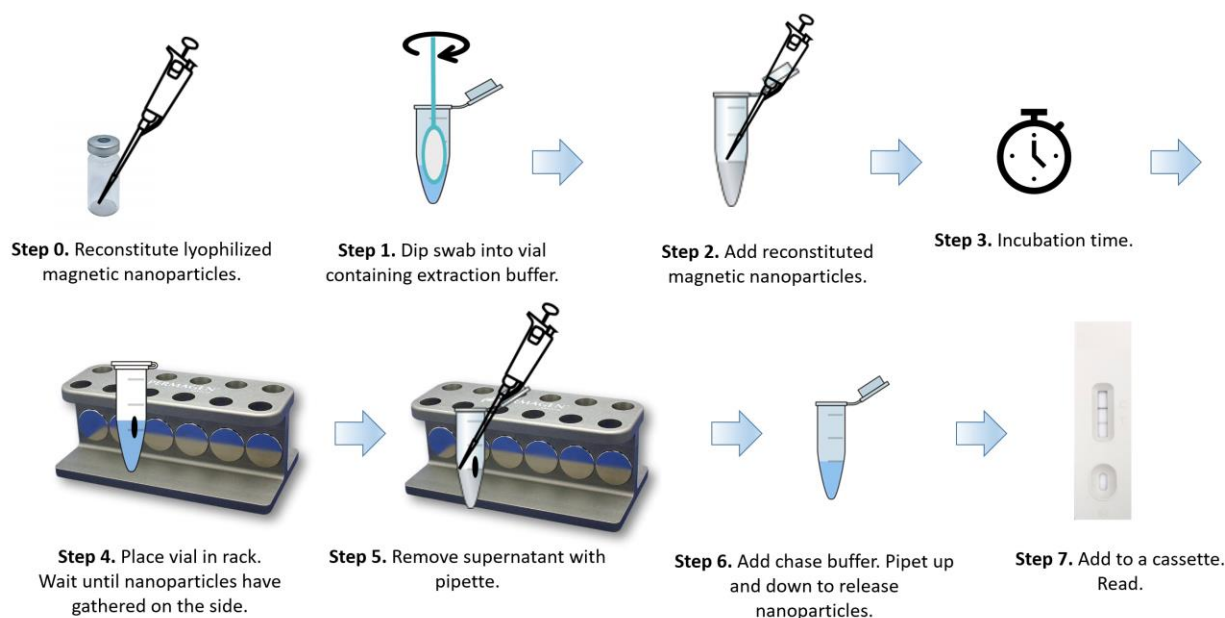 Step 0. Reconstitute lyophilized
magnetic nanoparticles.
Step 1. Dip swab into vial
containing extraction buffer.
Step 2. Add reconstituted
magnetic nanoparticles.
Step 3. Incubation time.
PERMAGEN
Step 4. Place vial in rack.
Wait until nanoparticles have
gathered on the side.
Step 5. Remove supernatant with
pipette.
Step 6. Add chase buffer. Pipet up
and down to release
nanoparticles.
Step 7. Add to a cassette.
Read.